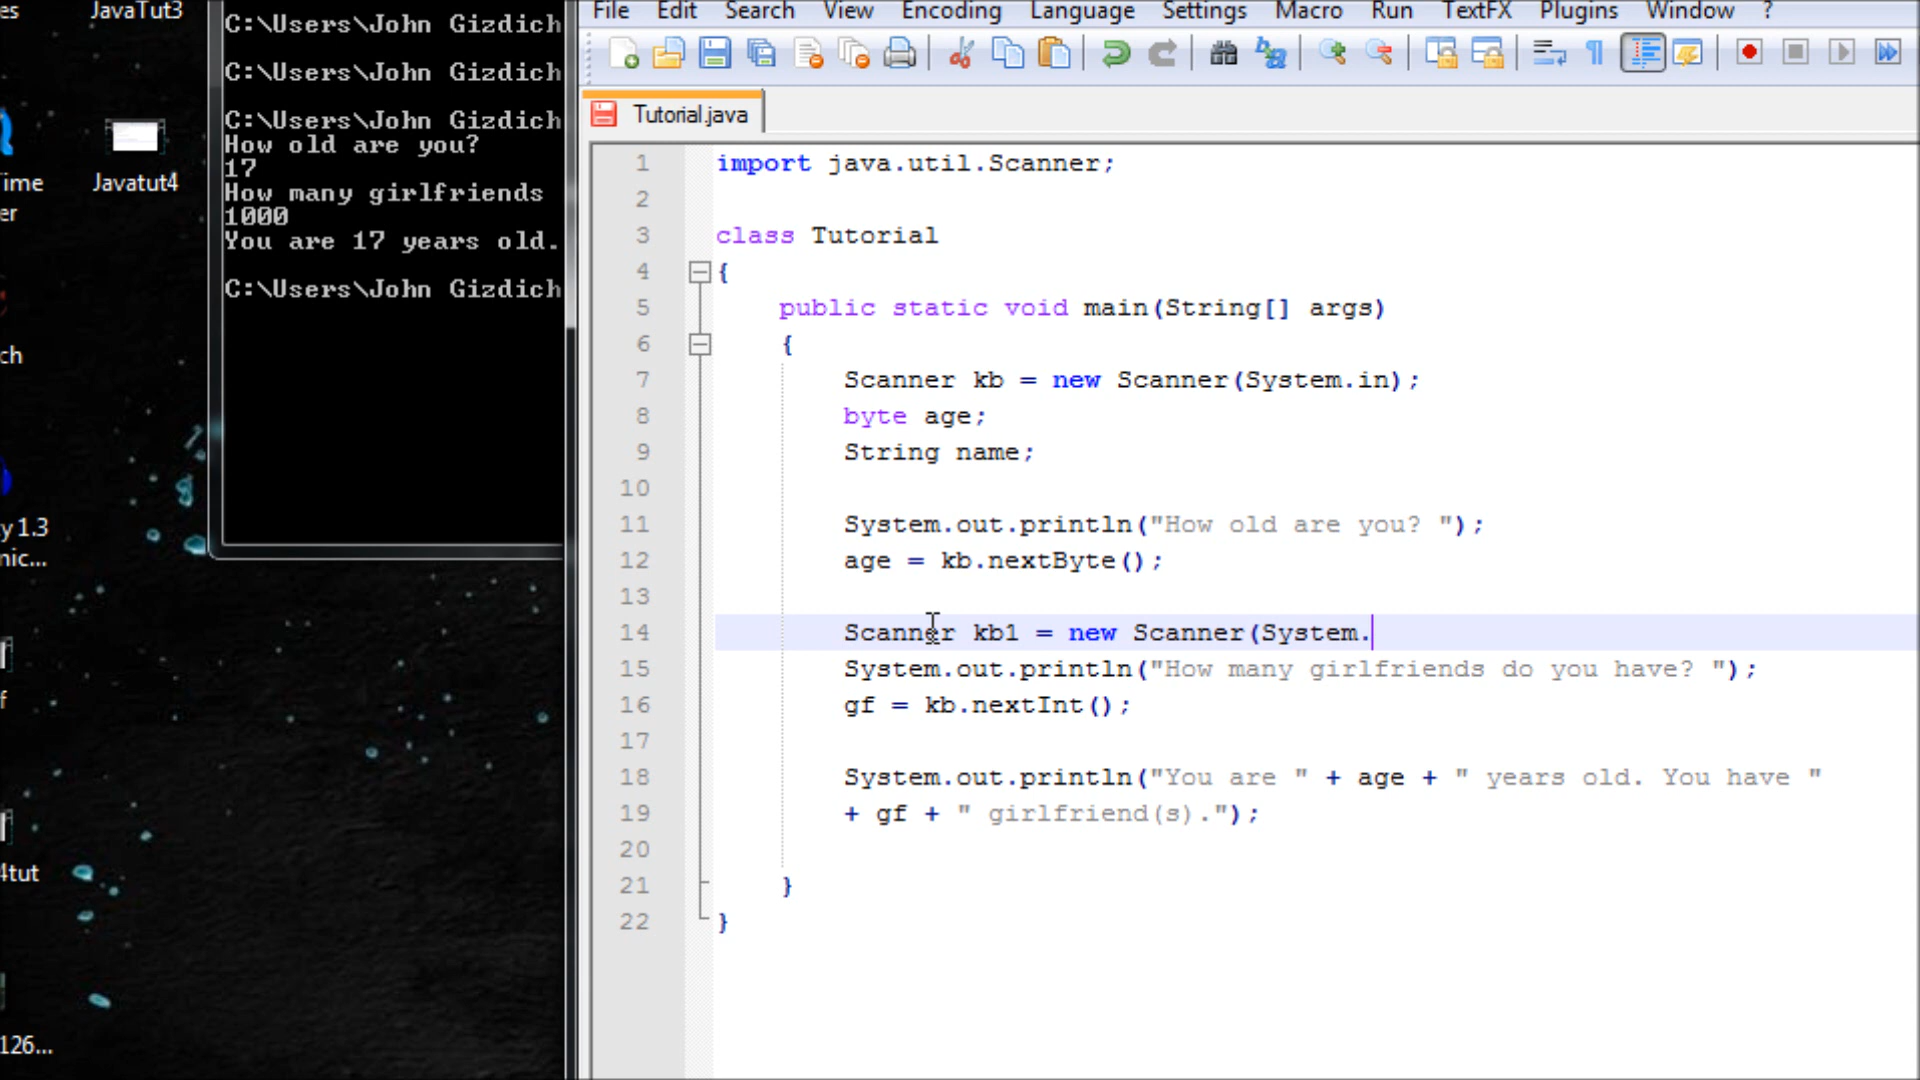 es
JavaTut3
ime
er
Javatut4
ch
y 1.3
nic...
f
4tut
126...
C:\Users\John Gizdich
C:\Users\John Gizdich
C:\Users\John Gizdich
How old are you?
17
How many girlfriends
1000
You are 17 years old.
C:\Users\John Gizdich
File Edit Search View Encoding Language Settings Macro Run TextFX Plugins Window ?
Tutorial.java
1 import java.util.Scanner;
2
3 class Tutorial
4 {
5 public static void main(String[] args)
6 {
7 Scanner kb = new Scanner(System.in);
8 byte age;
9 String name;
10
11 System.out.println("How old are you? ");
12 age = kb.nextByte();
13
14 Scanner kb1 = new Scanner(System.
15 System.out.println("How many girlfriends do you have? ");
16 gf = kb.nextInt();
17
18 System.out.println("You are " + age + " years old. You have "
19 + gf + " girlfriend(s).");
20
21 }
22 }